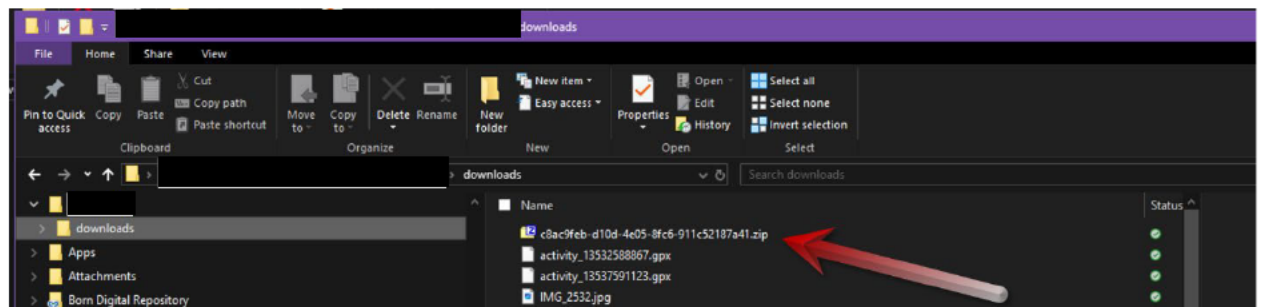 downloads
File Home Share View
Pin to Quick access
Copy
Paste
Cut
Copy path
Paste shortcut
Move to
Copy to
Delete
Rename
New folder
New item
Easy access
Properties
Open
Edit
History
Select all
Select none
Invert selection
Clipboard Organize New Open Select
downloads Search downloads
Name Status
downloads
c8ac9feb-d10d-4e05-8fc6-911c52187a41.zip
Apps
activity_13532588867.gpx
Attachments
activity_13537591123.gpx
Born Digital Repository
IMG_2532.jpg